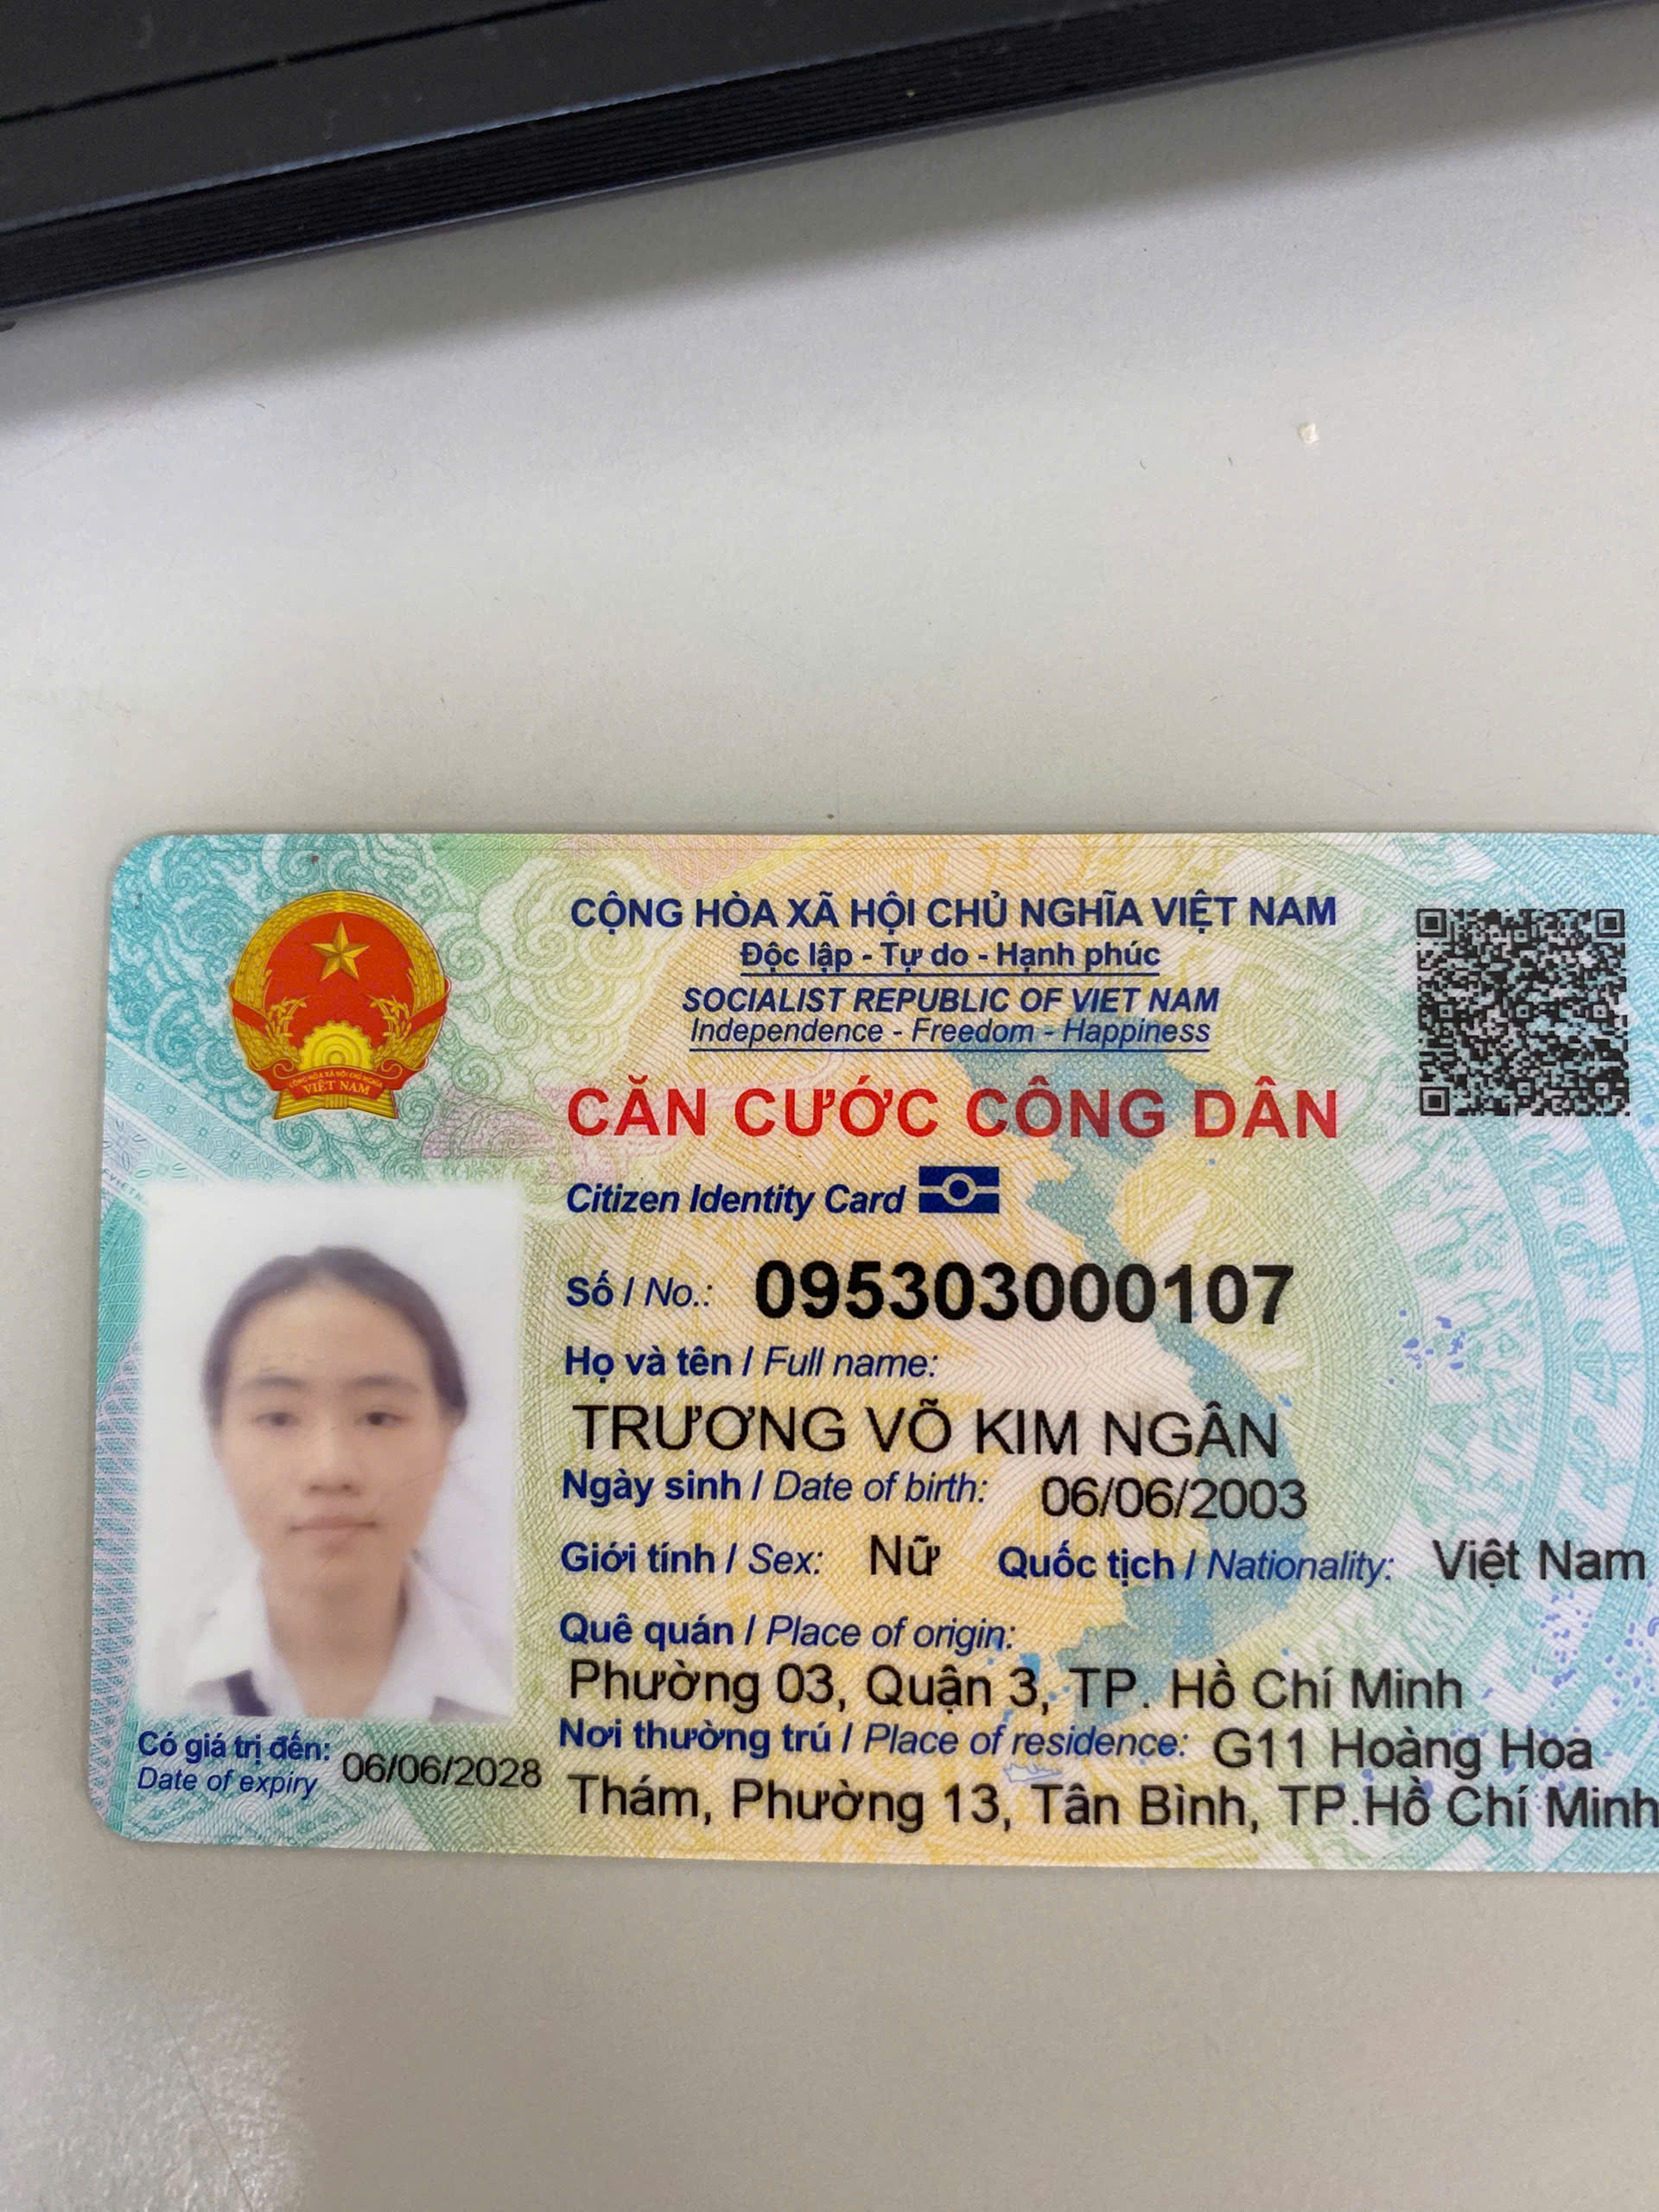 CỘNG HÒA XÃ HỘI CHỦ NGHĨA VIỆT NAM
Độc lập - Tự do - Hạnh phúc
SOCIALIST REPUBLIC OF VIET NAM
Independence - Freedom - Happiness
CỘNG HÒA XÃ HỘI CHỦ NGHĨA
VIỆT NAM
CĂN CƯỚC CÔNG DÂN
Citizen Identity Card
Số / No.: 095303000107
Họ và tên / Full name:
TRƯƠNG VÕ KIM NGÂN
Ngày sinh / Date of birth: 06/06/2003
Giới tính / Sex: Nữ Quốc tịch / Nationality: Việt Nam
Quê quán / Place of origin:
Phường 03, Quận 3, TP. Hồ Chí Minh
Nơi thường trú / Place of residence: G11 Hoàng Hoa
Thám, Phường 13, Tân Bình, TP.Hồ Chí Minh
Có giá trị đến: 06/06/2028
Date of expiry